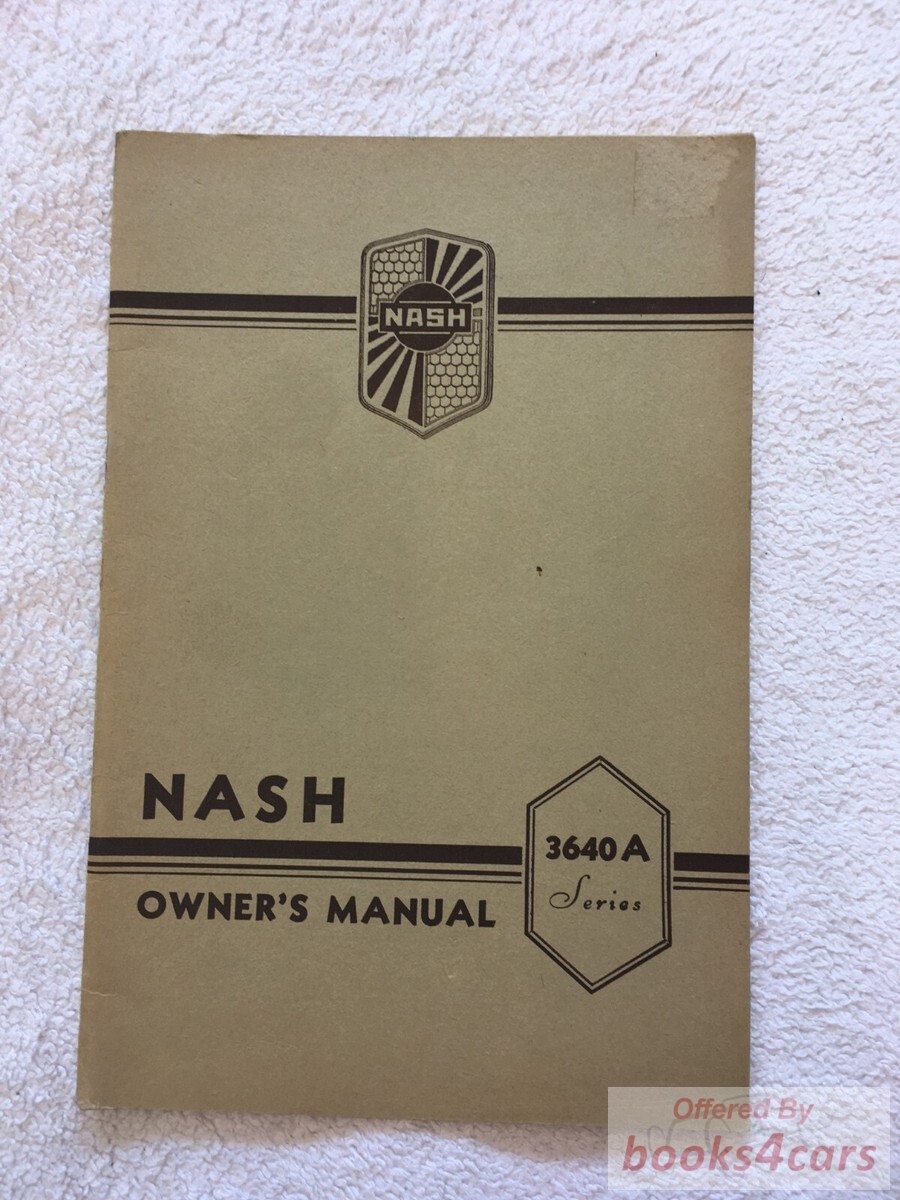 NASH
NASH
3640 A
Series
OWNER'S MANUAL
Offered By
books4cars